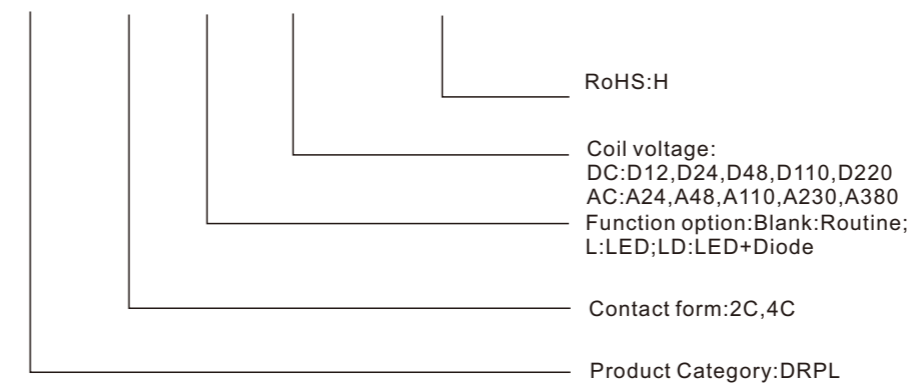 RoHS:H
Coil voltage:
DC:D12,D24,D48,D110,D220
AC:A24,A48,A110,A230,A380
Function option:Blank:Routine;
L:LED;LD:LED+Diode
Contact form:2C,4C
Product Category:DRPL